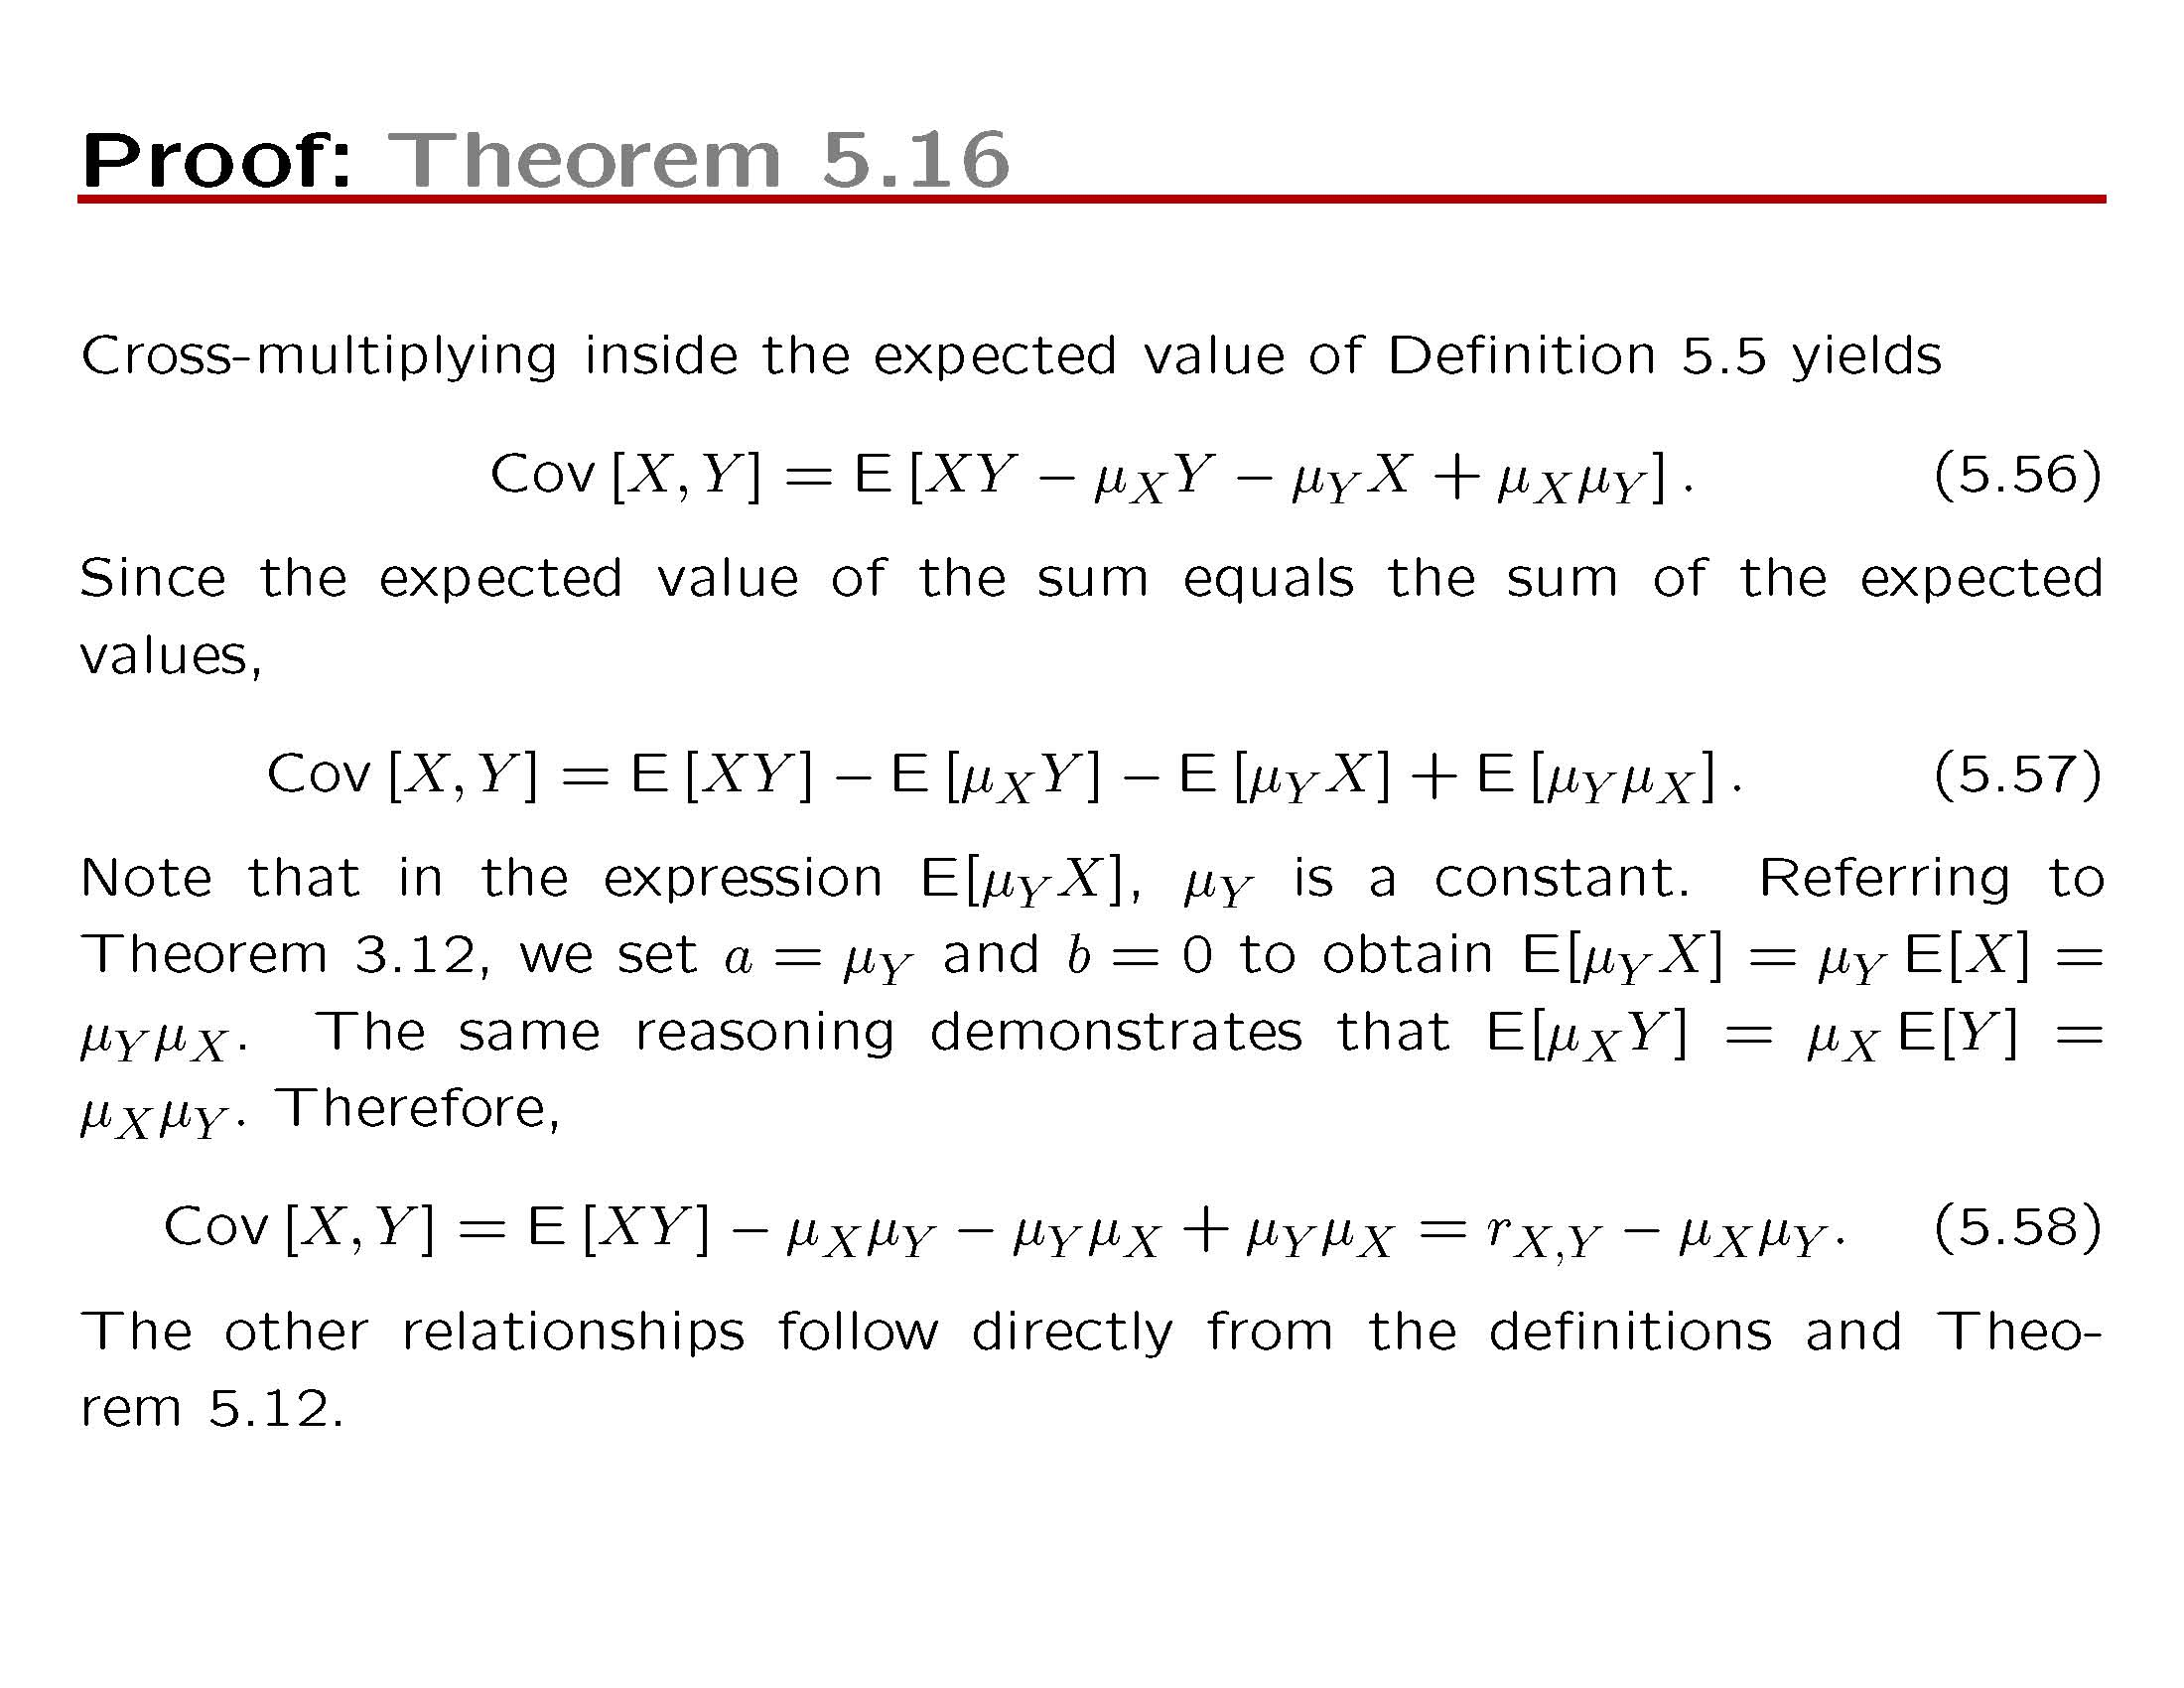 Proof: Theorem 5.16
Cross-multiplying inside the expected value of Definition 5.5 yields
Cov [X, Y] = E [XY − μ_X Y − μ_Y X + μ_X μ_Y] . (5.56)
Since the expected value of the sum equals the sum of the expected
values,
Cov [X, Y] = E [XY] − E [μ_X Y] − E [μ_Y X] + E [μ_Y μ_X] . (5.57)
Note that in the expression E[μ_Y X], μ_Y is a constant. Referring to
Theorem 3.12, we set a = μ_Y and b = 0 to obtain E[μ_Y X] = μ_Y E[X] =
μ_Y μ_X. The same reasoning demonstrates that E[μ_X Y] = μ_X E[Y] =
μ_X μ_Y. Therefore,
Cov [X, Y] = E [XY] − μ_X μ_Y − μ_Y μ_X + μ_Y μ_X = r_{X,Y} − μ_X μ_Y. (5.58)
The other relationships follow directly from the definitions and Theo-
rem 5.12.